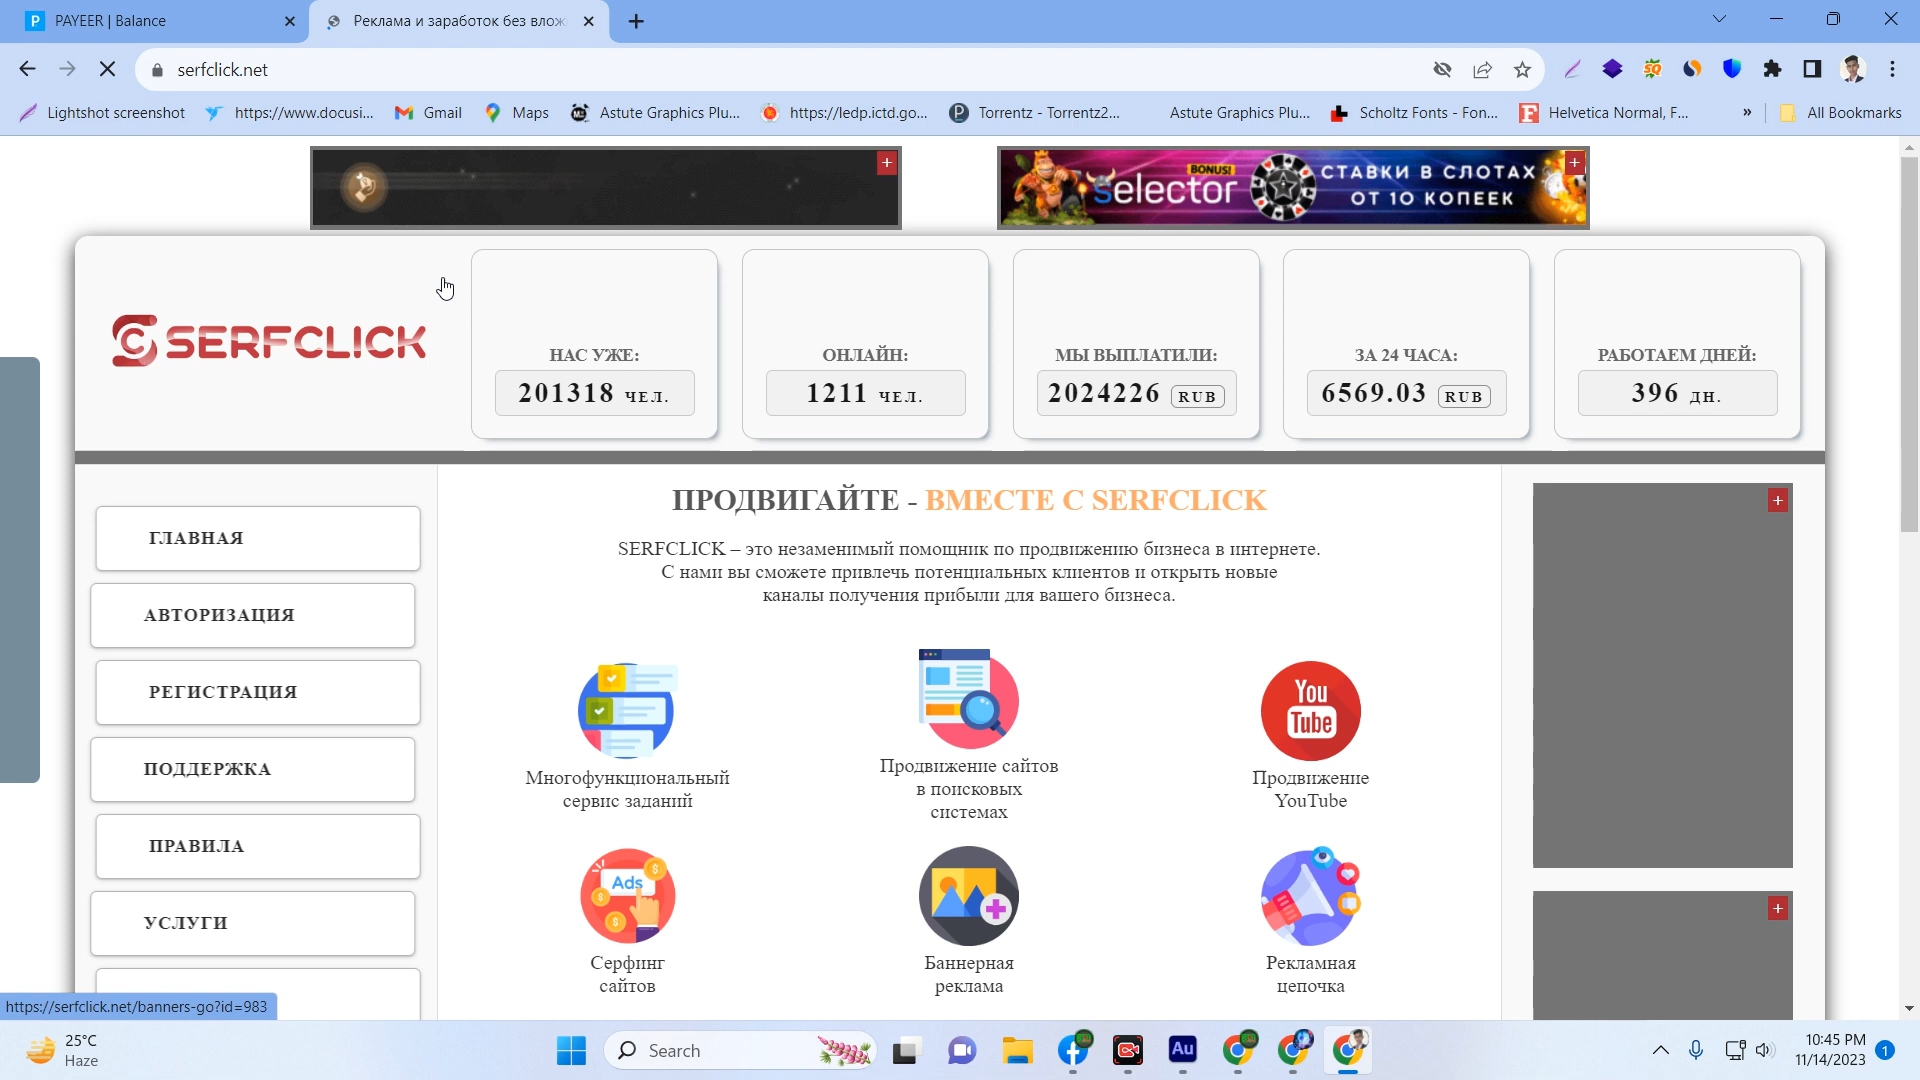 PAYEER | Balance
Реклама и заработок без влож
serfclick.net
Lightshot screenshot
https://www.docusi...
Gmail
Maps
Astute Graphics Plu...
https://ledp.ictd.go...
Torrentz - Torrentz2...
Astute Graphics Plu...
Scholtz Fonts - Fon...
Helvetica Normal, F...
»
All Bookmarks
BONUS!
selector
СТАВКИ В СЛОТАХ
ОТ 10 КОПЕЕК
SERFCLICK
НАС УЖЕ:
201318 ЧЕЛ.
ОНЛАЙН:
1211 ЧЕЛ.
МЫ ВЫПЛАТИЛИ:
2024226 RUB
ЗА 24 ЧАСА:
6569.03 RUB
РАБОТАЕМ ДНЕЙ:
396 ДН.
ГЛАВНАЯ
АВТОРИЗАЦИЯ
РЕГИСТРАЦИЯ
ПОДДЕРЖКА
ПРАВИЛА
УСЛУГИ
ПРОДВИГАЙТЕ - ВМЕСТЕ С SERFCLICK
SERFCLICK – это незаменимый помощник по продвижению бизнеса в интернете.
С нами вы сможете привлечь потенциальных клиентов и открыть новые
каналы получения прибыли для вашего бизнеса.
Многофункциональный
сервис заданий
Продвижение сайтов
в поисковых
системах
You
Tube
Продвижение
YouTube
Ads
Серфинг
сайтов
Баннерная
реклама
Рекламная
цепочка
https://serfclick.net/banners-go?id=983
25°C
Haze
Search
Au
10:45 PM
11/14/2023
1